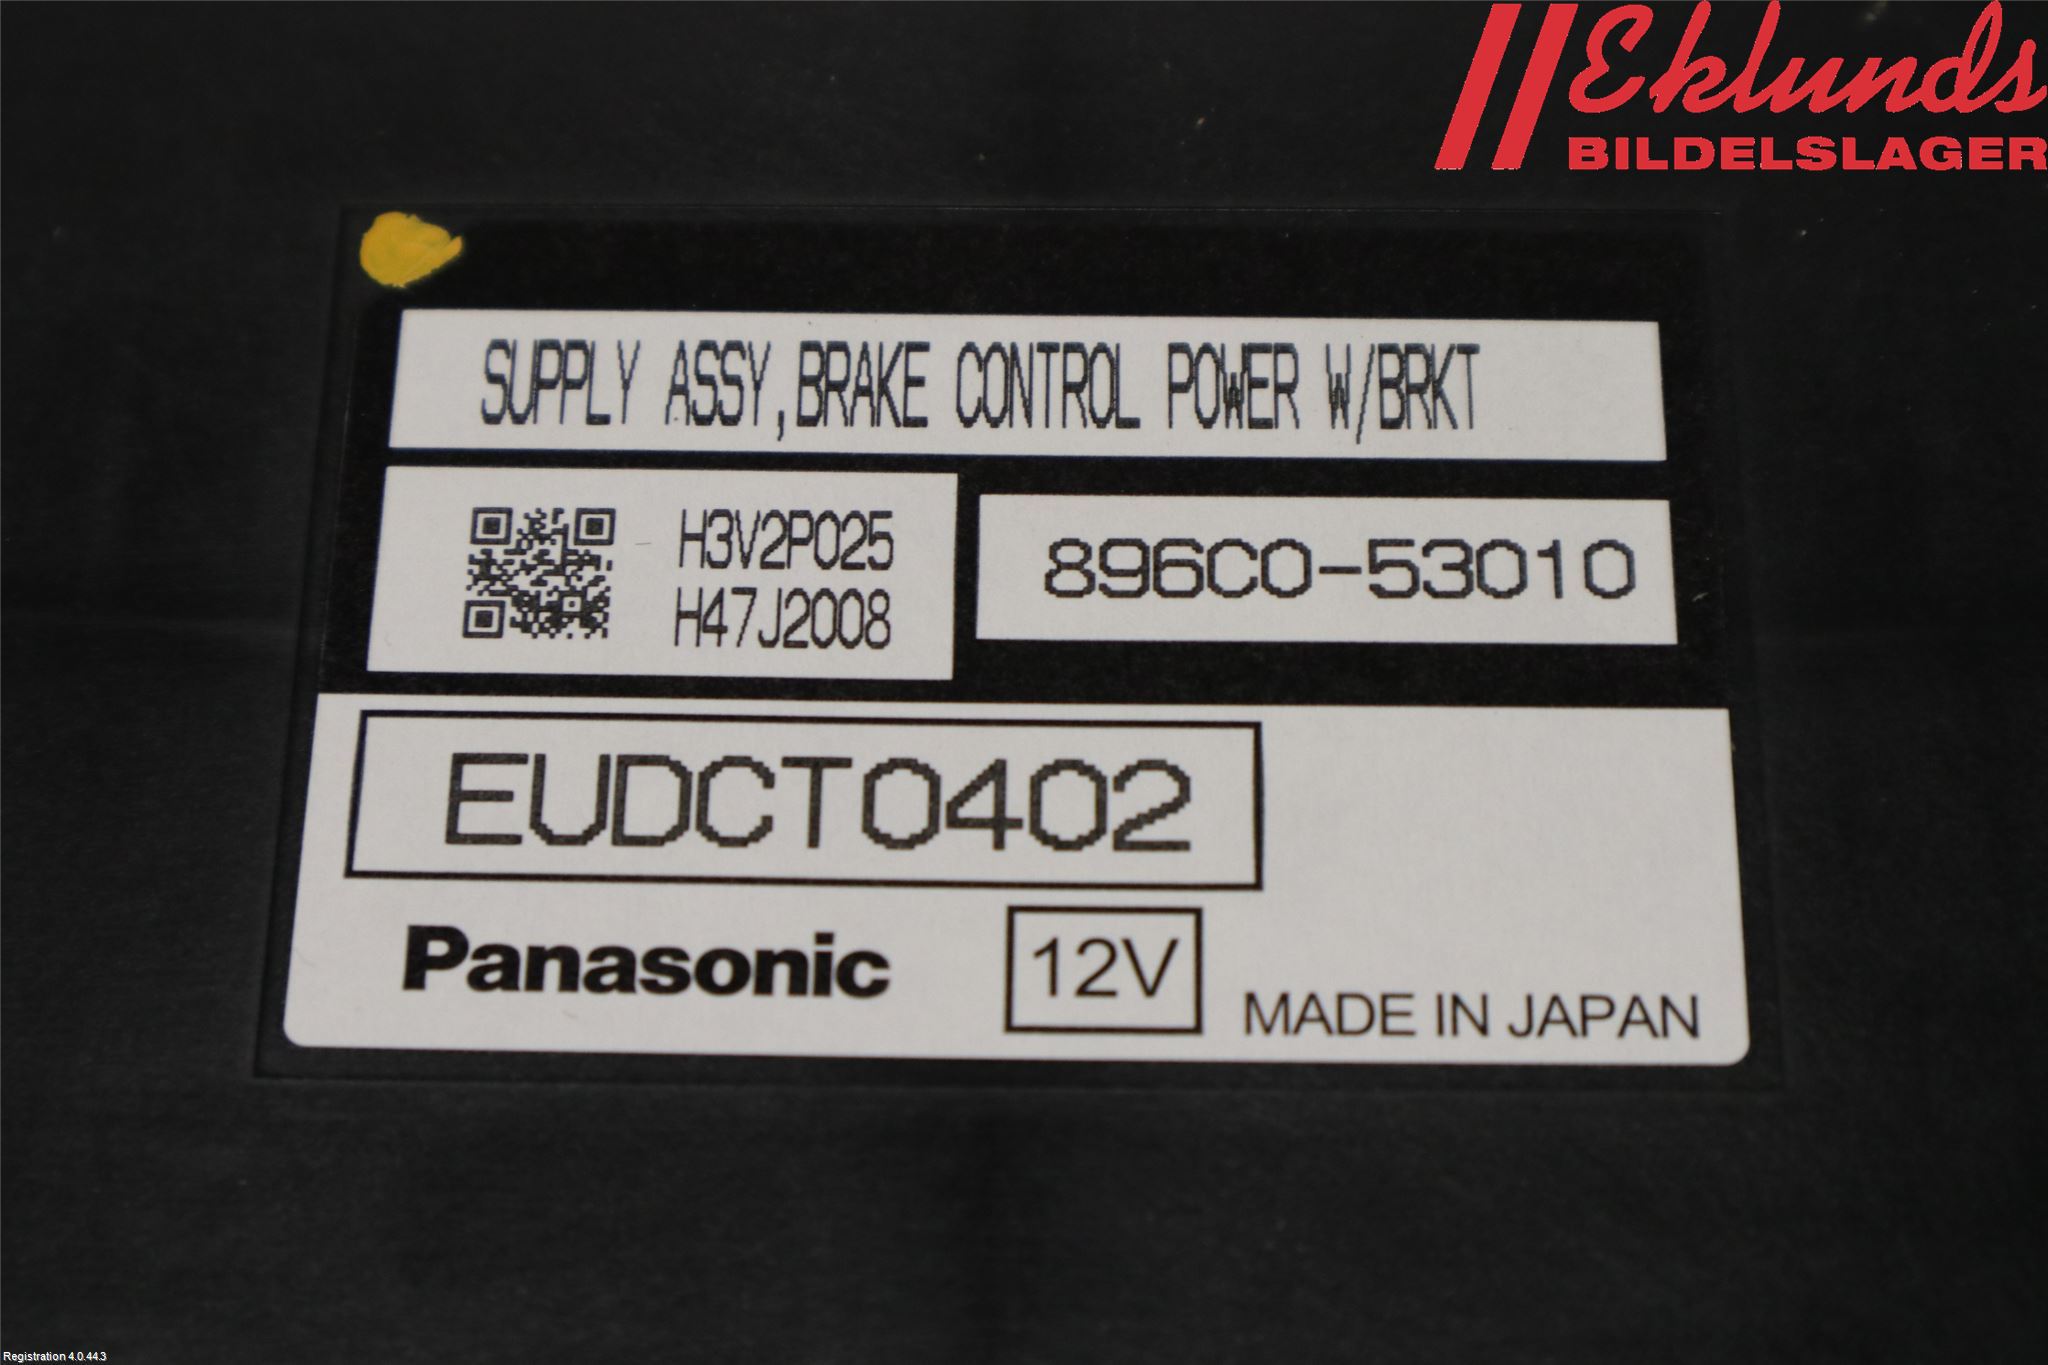 Eklunds
BILDELSLAGER
SUPPLY ASSY,BRAKE CONTROL POWER W/BRKT
H3V2P025
H47J2008
896C0-53010
EUDCT0402
Panasonic
12V
MADE IN JAPAN
Registration 4.0.44.3